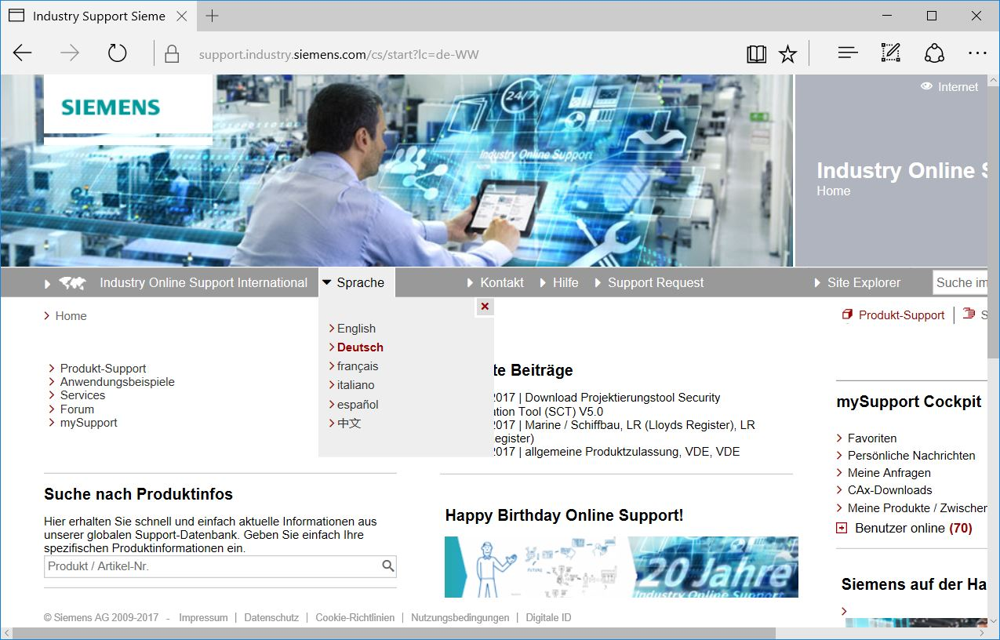 Industry Support Sieme
support.industry.siemens.com/cs/start?lc=de-WW
SIEMENS
24/7
Industry Online Support
Internet
Industry Online S
Home
Industry Online Support International
Sprache
Kontakt
Hilfe
Support Request
Site Explorer
Suche im
Home
Produkt-Support
S
English
Deutsch
français
italiano
español
中文
Produkt-Support
Anwendungsbeispiele
Services
Forum
mySupport
te Beiträge
2017 | Download Projektierungstool Security
ation Tool (SCT) V5.0
2017 | Marine / Schiffbau, LR (Lloyds Register), LR
egister)
2017 | allgemeine Produktzulassung, VDE, VDE
mySupport Cockpit
Favoriten
Persönliche Nachrichten
Meine Anfragen
CAx-Downloads
Meine Produkte / Zwischer
Benutzer online (70)
Suche nach Produktinfos
Hier erhalten Sie schnell und einfach aktuelle Informationen aus
unserer globalen Support-Datenbank. Geben Sie einfach Ihre
spezifischen Produktinformationen ein.
Produkt / Artikel-Nr.
Happy Birthday Online Support!
FUTURE
20 Jahre
Industry Online Support
Siemens auf der Ha
© Siemens AG 2009-2017 - Impressum | Datenschutz | Cookie-Richtlinien | Nutzungsbedingungen | Digitale ID